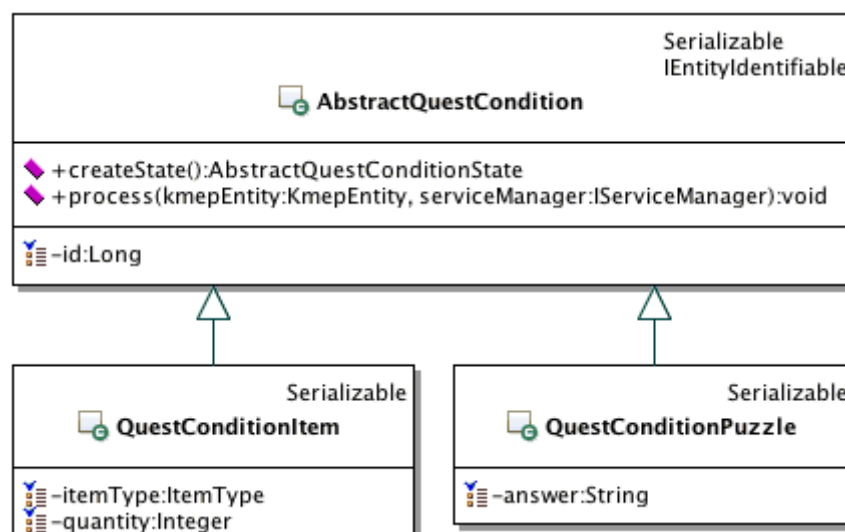 Serializable
IEntityIdentifiable
AbstractQuestCondition
+createState():AbstractQuestConditionState
+process(kmepEntity:KmepEntity, serviceManager:IServiceManager):void
-id:Long
Serializable
QuestConditionItem
-itemType:ItemType
-quantity:Integer
Serializable
QuestConditionPuzzle
-answer:String